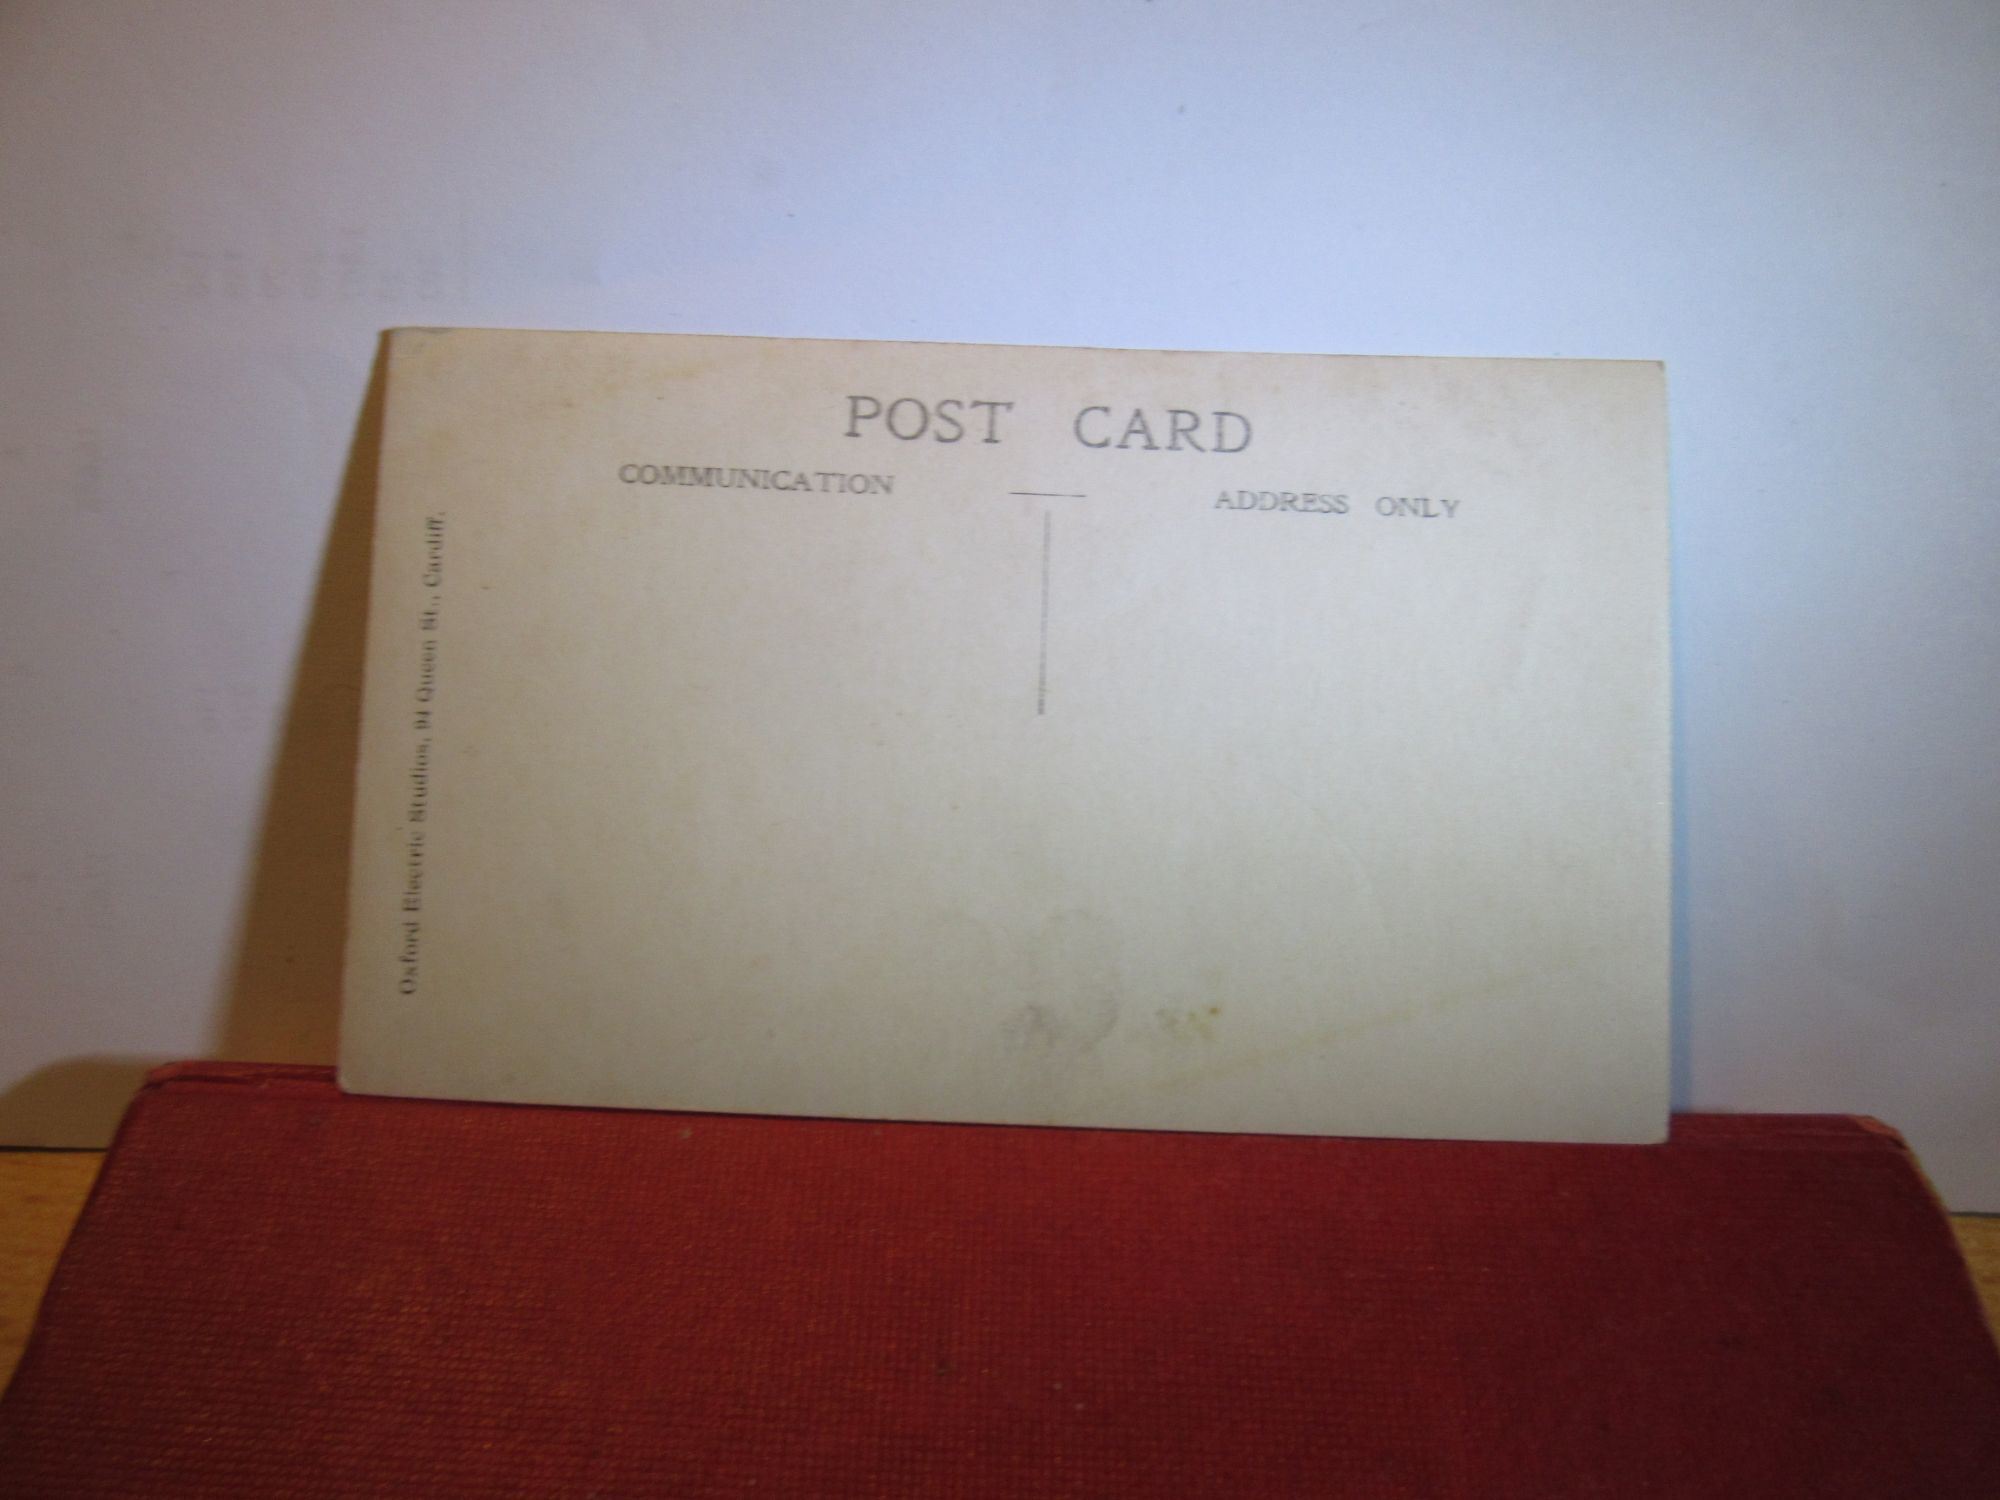 POST CARD
COMMUNICATION
ADDRESS ONLY
Oxford Electric Studios, 94 Queen St., Cardiff.